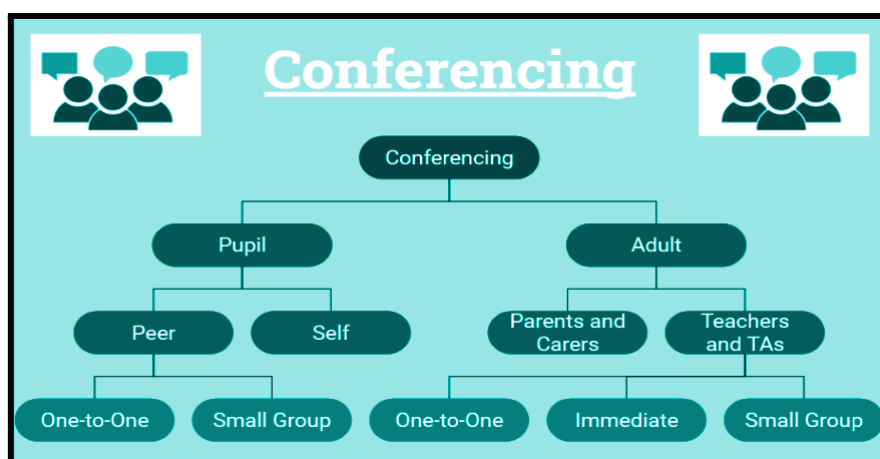 Conferencing
Conferencing
Pupil
Adult
Peer
Self
Parents and
Carers
Teachers
and TAs
One-to-One
Small Group
One-to-One
Immediate
Small Group